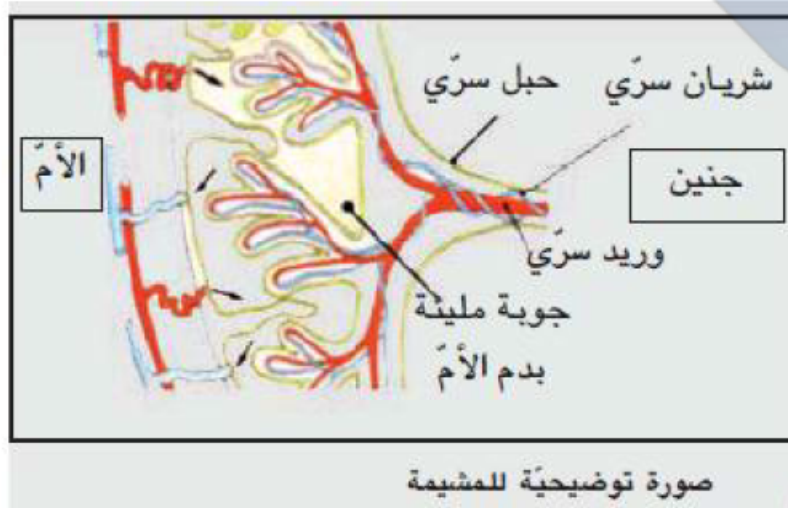 حبل سرّي
شريان سرّي
الأمّ
جنين
وريد سرّي
جوبة مليئة
بدم الأمّ
صورة توضيحيّة للمشيمة